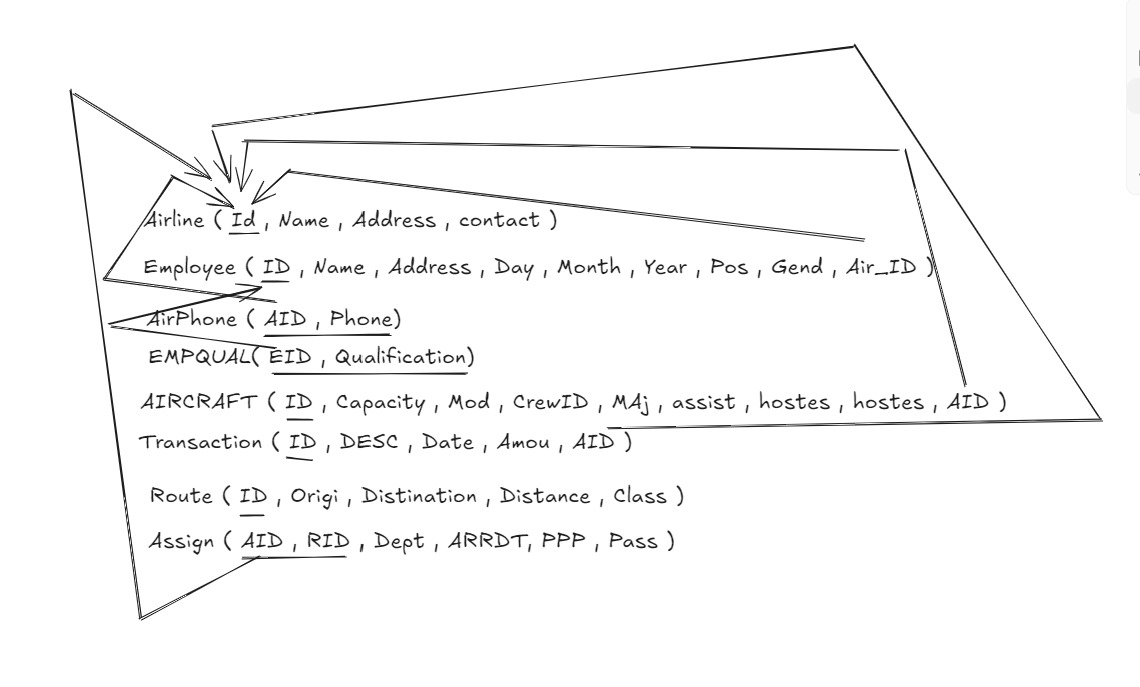 Airline ( Id , Name , Address , contact )
Employee ( ID , Name , Address , Day , Month , Year , Pos , Gend , Air_ID )
AirPhone ( AID , Phone)
EMPQUAL( EID , Qualification)
AIRCRAFT ( ID , Capacity , Mod , CrewID , MAj , assist , hostes , hostes , AID )
Transaction ( ID , DESC , Date , Amou , AID )
Route ( ID , Origi , Distination , Distance , Class )
Assign ( AID , RID , Dept , ARRDT, PPP , Pass )